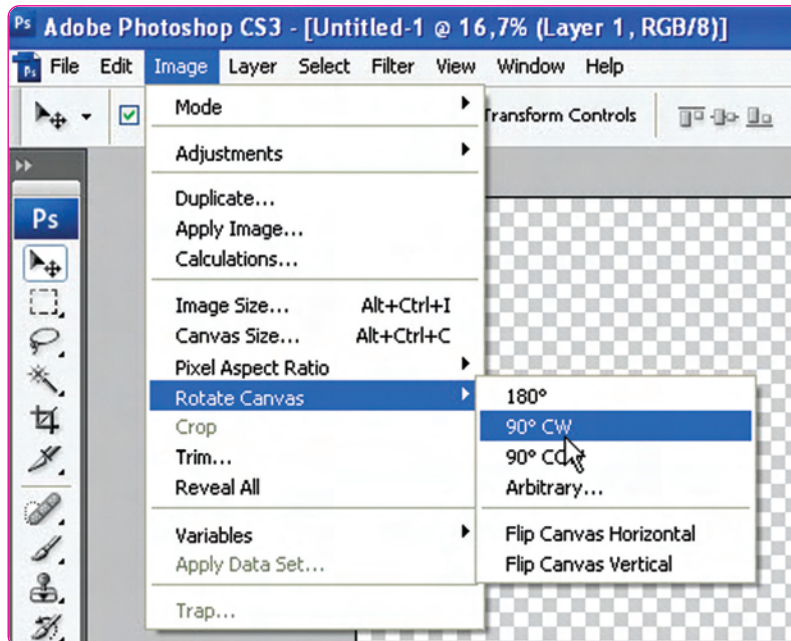 Ps Adobe Photoshop CS3 - [Untitled-1 @ 16,7% (Layer 1, RGB/8)]
Ps File Edit Image Layer Select Filter View Window Help
Transform Controls
Mode
Adjustments
Duplicate...
Apply Image...
Calculations...
Image Size... Alt+Ctrl+I
Canvas Size... Alt+Ctrl+C
Pixel Aspect Ratio
Rotate Canvas
Crop
Trim...
Reveal All
Variables
Apply Data Set...
Trap...
180°
90° CW
90°
Arbitrary...
Flip Canvas Horizontal
Flip Canvas Vertical
Ps